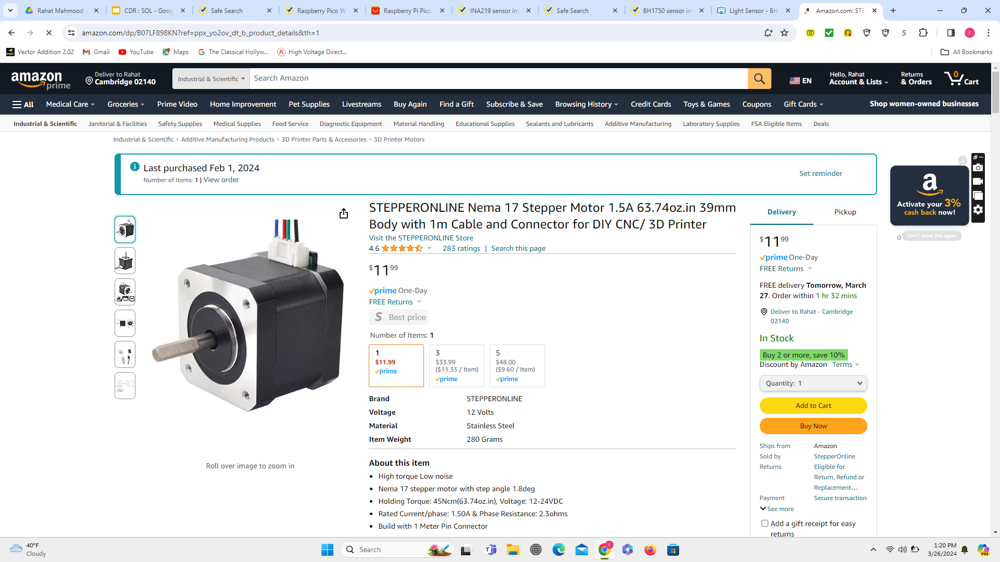 Rahat Mahmood -
CDR : SOL - Goog
Safe Search
Raspberry Pico W
Raspberry Pi Pico
INA219 sensor im
Safe Search
BH1750 sensor im
Light Sensor - BH
Amazon.com: STE
amazon.com/dp/B07LF898KN?ref=ppx_yo2ov_dt_b_product_details&th=1
Vector Addition 2.02
Gmail
YouTube
Maps
The Classical Hollyw...
High Voltage Direct...
All Bookmarks
amazon
prime
Deliver to Rahat
Cambridge 02140
Industrial & Scientific
Search Amazon
EN
Hello, Rahat
Account & Lists
Returns
& Orders
0
Cart
All
Medical Care
Groceries
Prime Video
Home Improvement
Pet Supplies
Livestreams
Buy Again
Find a Gift
Subscribe & Save
Browsing History
Credit Cards
Toys & Games
Coupons
Gift Cards
Shop women-owned businesses
Industrial & Scientific
Janitorial & Facilities
Safety Supplies
Medical Supplies
Food Service
Diagnostic Equipment
Material Handling
Educational Supplies
Sealants and Lubricants
Additive Manufacturing
Laboratory Supplies
FSA Eligible Items
Deals
Industrial & Scientific › Additive Manufacturing Products › 3D Printer Parts & Accessories › 3D Printer Motors
Last purchased Feb 1, 2024
Number of Items: 1 | View order
Set reminder
a
Activate your 3%
cash back now!
Don't show this again
STEPPERONLINE Nema 17 Stepper Motor 1.5A 63.74oz.in 39mm
Body with 1m Cable and Connector for DIY CNC/ 3D Printer
Visit the STEPPERONLINE Store
4.6
283 ratings | Search this page
$11 99
prime One-Day
FREE Returns
S Best price
Number of Items: 1
1
$11.99
prime
3
$33.99
($11.33 / Item)
prime
5
$48.00
($9.60 / Item)
prime
Brand STEPPERONLINE
Voltage 12 Volts
Material Stainless Steel
Item Weight 280 Grams
Roll over image to zoom in
About this item
• High torque Low noise
• Nema 17 stepper motor with step angle 1.8deg
• Holding Torque: 45Ncm(63.74oz.in), Voltage: 12-24VDC
• Rated Current/phase: 1.50A & Phase Resistance: 2.3ohms
• Build with 1 Meter Pin Connector
Delivery
Pickup
$11 99
prime One-Day
FREE Returns
FREE delivery Tomorrow, March
27. Order within 1 hr 32 mins
Deliver to Rahat - Cambridge
02140
In Stock
Buy 2 or more, save 10%
Discount by Amazon Terms
Quantity: 1
Add to Cart
Buy Now
Ships from Amazon
Sold by StepperOnline
Returns Eligible for
Return, Refund or
Replacement…
Payment Secure transaction
See more
Add a gift receipt for easy
returns
40°F
Cloudy
Search
1:20 PM
3/26/2024